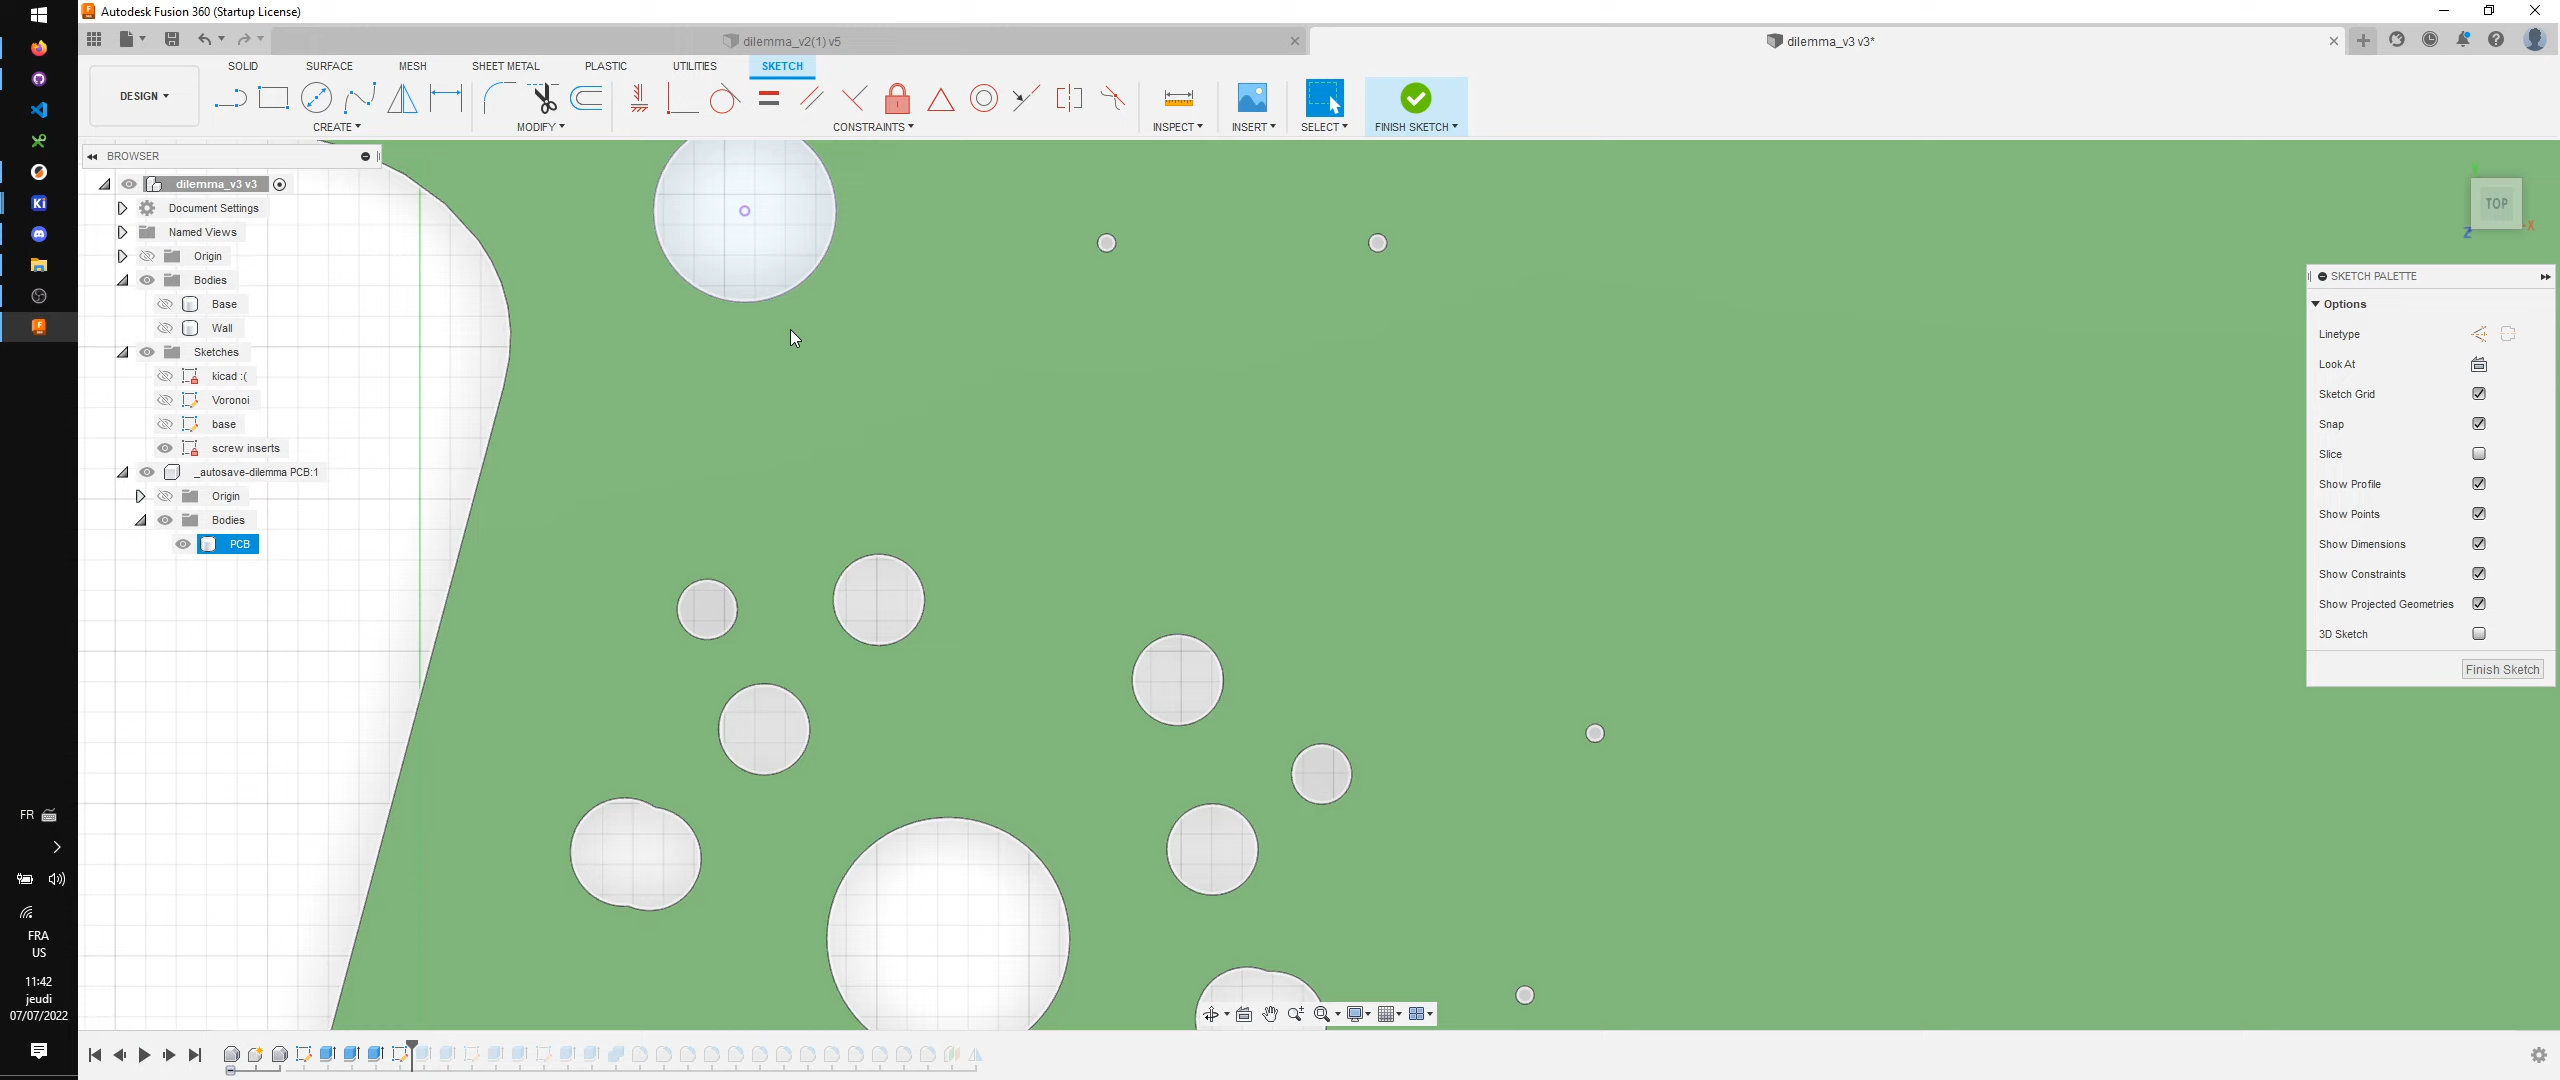 Autodesk Fusion 360 (Startup License)
dilemma_v2(1) v5
dilemma_v3 v3*
SOLID SURFACE MESH SHEET METAL PLASTIC UTILITIES SKETCH
DESIGN
CREATE MODIFY CONSTRAINTS INSPECT INSERT SELECT FINISH SKETCH
BROWSER
dilemma_v3 v3
Document Settings
Named Views
Origin
Bodies
Base
Wall
Sketches
kicad :(
Voronoi
base
screw inserts
_autosave-dilemma PCB:1
Origin
Bodies
PCB
TOP
X
Z
SKETCH PALETTE
Options
Linetype
Look At
Sketch Grid
Snap
Slice
Show Profile
Show Points
Show Dimensions
Show Constraints
Show Projected Geometries
3D Sketch
Finish Sketch
Ki
F
FR
FRA
US
11:42
jeudi
07/07/2022